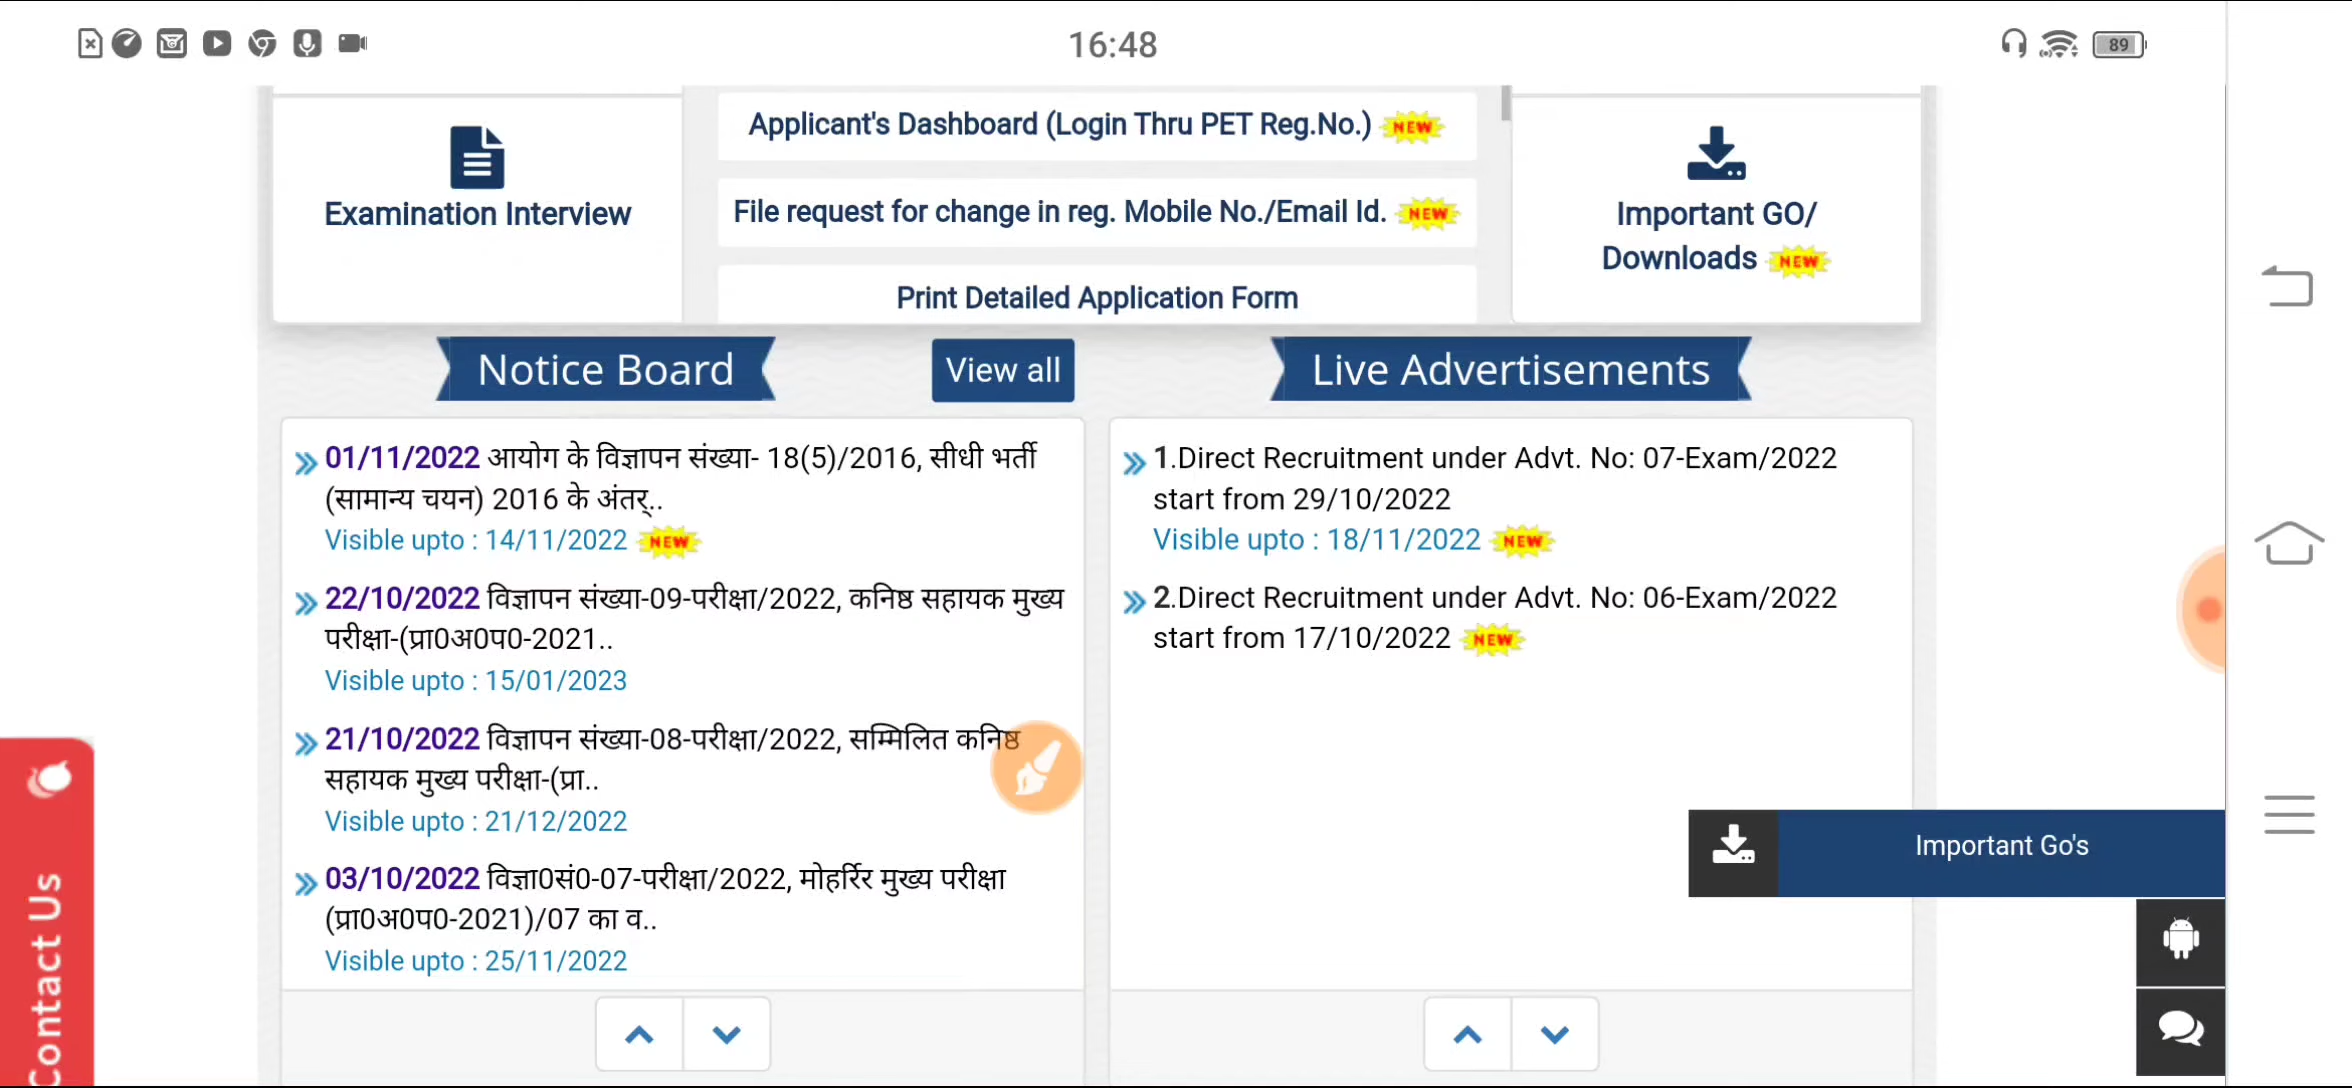 16:48
89
Examination Interview
Applicant's Dashboard (Login Thru PET Reg.No.) NEW
File request for change in reg. Mobile No./Email Id. NEW
Print Detailed Application Form
Important GO/
Downloads NEW
Notice Board
View all
Live Advertisements
01/11/2022 आयोग के विज्ञापन संख्या- 18(5)/2016, सीधी भर्ती
(सामान्य चयन) 2016 के अंतर्..
Visible upto : 14/11/2022 NEW
22/10/2022 विज्ञापन संख्या-09-परीक्षा/2022, कनिष्ठ सहायक मुख्य
परीक्षा-(प्रा0अ0प0-2021..
Visible upto : 15/01/2023
21/10/2022 विज्ञापन संख्या-08-परीक्षा/2022, सम्मिलित कनिष्ठ
सहायक मुख्य परीक्षा-(प्रा..
Visible upto : 21/12/2022
03/10/2022 विज्ञा0सं0-07-परीक्षा/2022, मोहर्रिर मुख्य परीक्षा
(प्रा0अ0प0-2021)/07 का व..
Visible upto : 25/11/2022
1.Direct Recruitment under Advt. No: 07-Exam/2022
start from 29/10/2022
Visible upto : 18/11/2022 NEW
2.Direct Recruitment under Advt. No: 06-Exam/2022
start from 17/10/2022 NEW
Important Go's
Contact Us